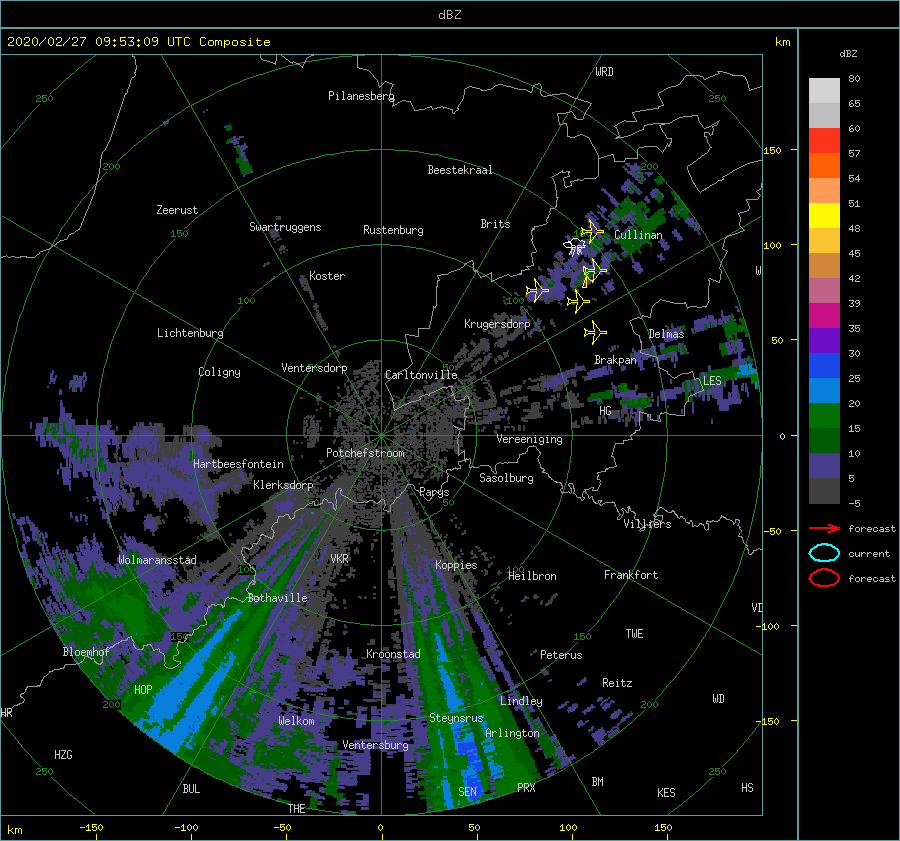 dBZ
2020/02/27 09:53:09 UTC Composite
km
dBZ
WRD
250
Pilanesberg
250
80
65
60
57
54
51
48
45
42
39
35
30
25
20
15
10
5
-5
150
200
Beestekraal
200
Zeerust
Swartruggens
Rustenburg
Brits
150
Cullinan
100
W
Koster
100
100
Krugersdorp
Lichtenburg
Delmas
50
Brakpan
Ventersdorp
Coligny
Carltonville
LES
HG
Vereeniging
0
Potchefstroom
Hartbeesfontein
Klerksdorp
Sasolburg
Parys
50
50
Villiers
-50
forecast
current
forecast
Wolmaransstad
VKR
Koppies
100
100
Heilbron
Frankfort
Bothaville
VI
-100
150
150
TWE
Bloemhof
Kroonstad
Peterus
HOP
Reitz
WD
Lindley
200
200
HR
Welkom
Steynsrus
-150
Arlington
Ventersburg
HZG
250
250
BUL
SEN
PRX
BM
KES
HS
THE
km
-150
-100
-50
0
50
100
150